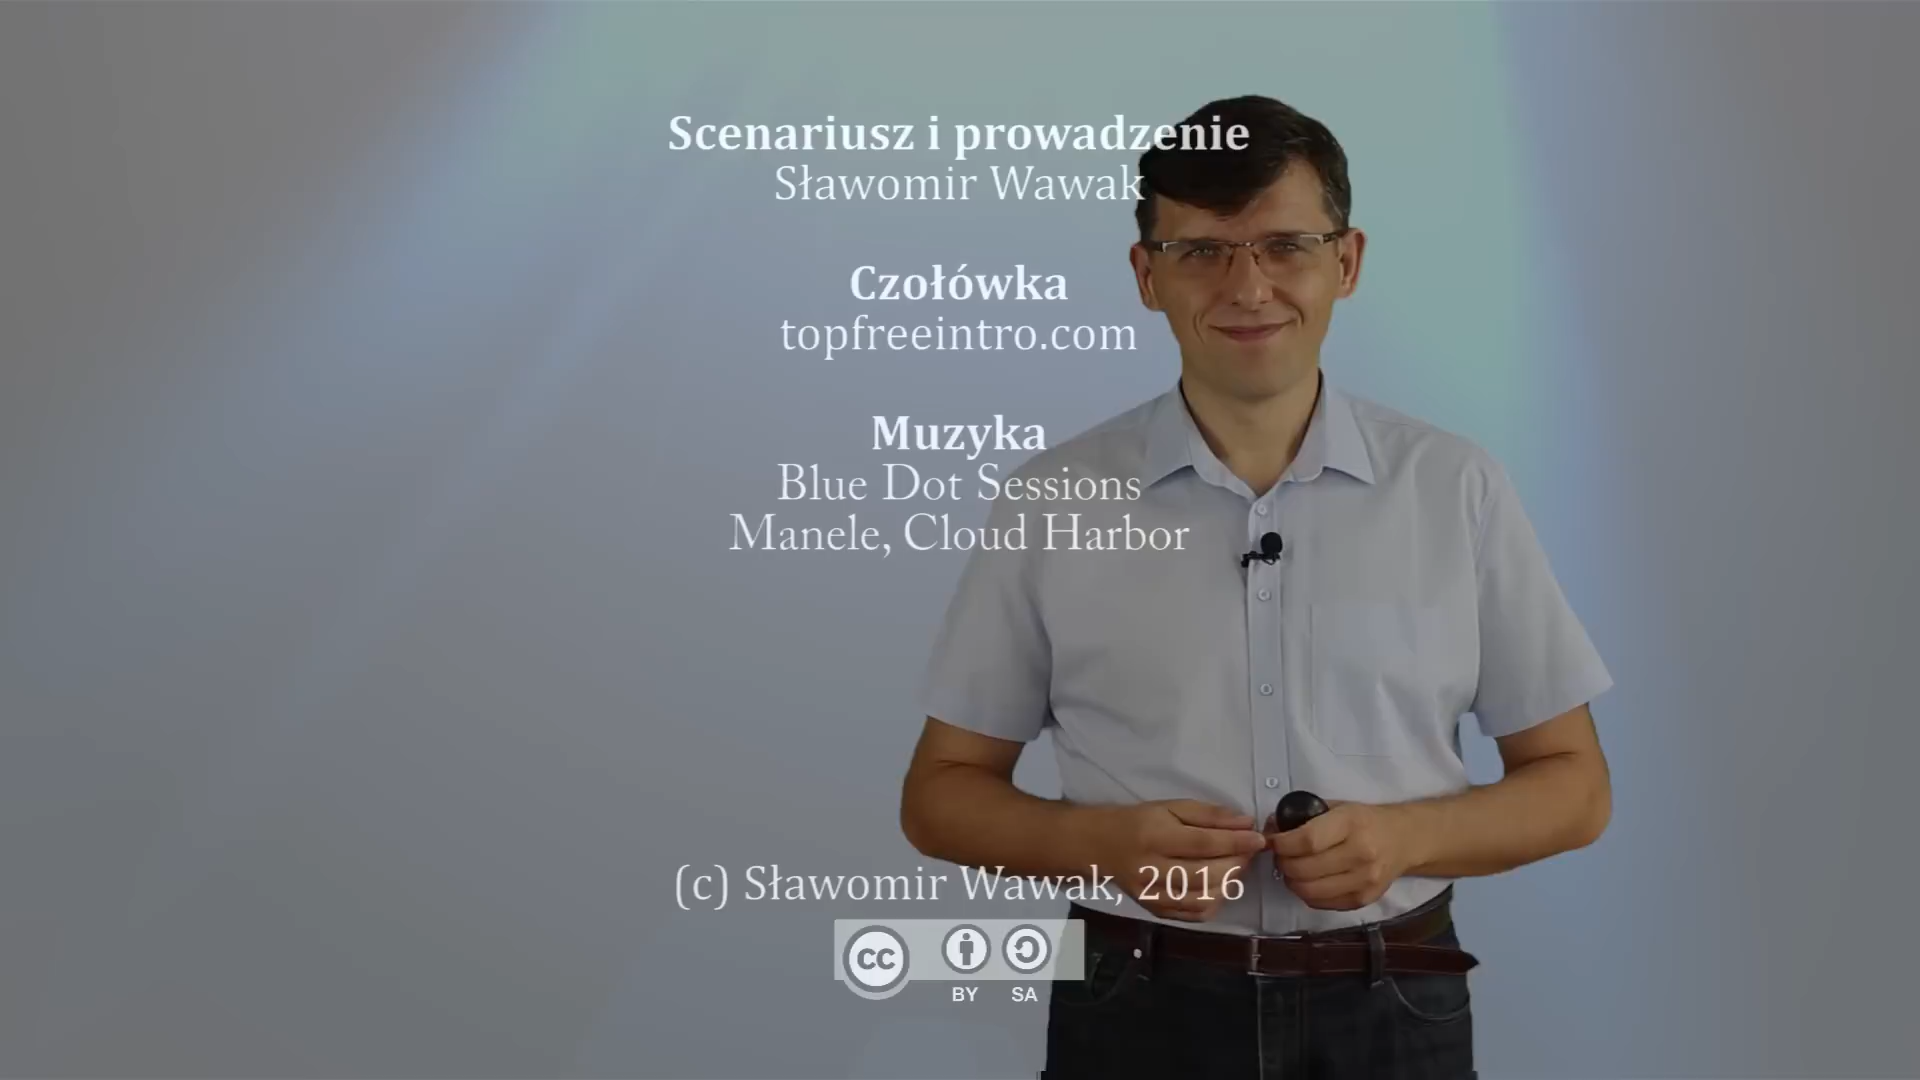 Scenariusz i prowadzenie
Sławomir Wawak
Czołówka
topfreeintro.com
Muzyka
Blue Dot Sessions
Manele, Cloud Harbor
(c) Sławomir Wawak, 2016
cc
BY SA